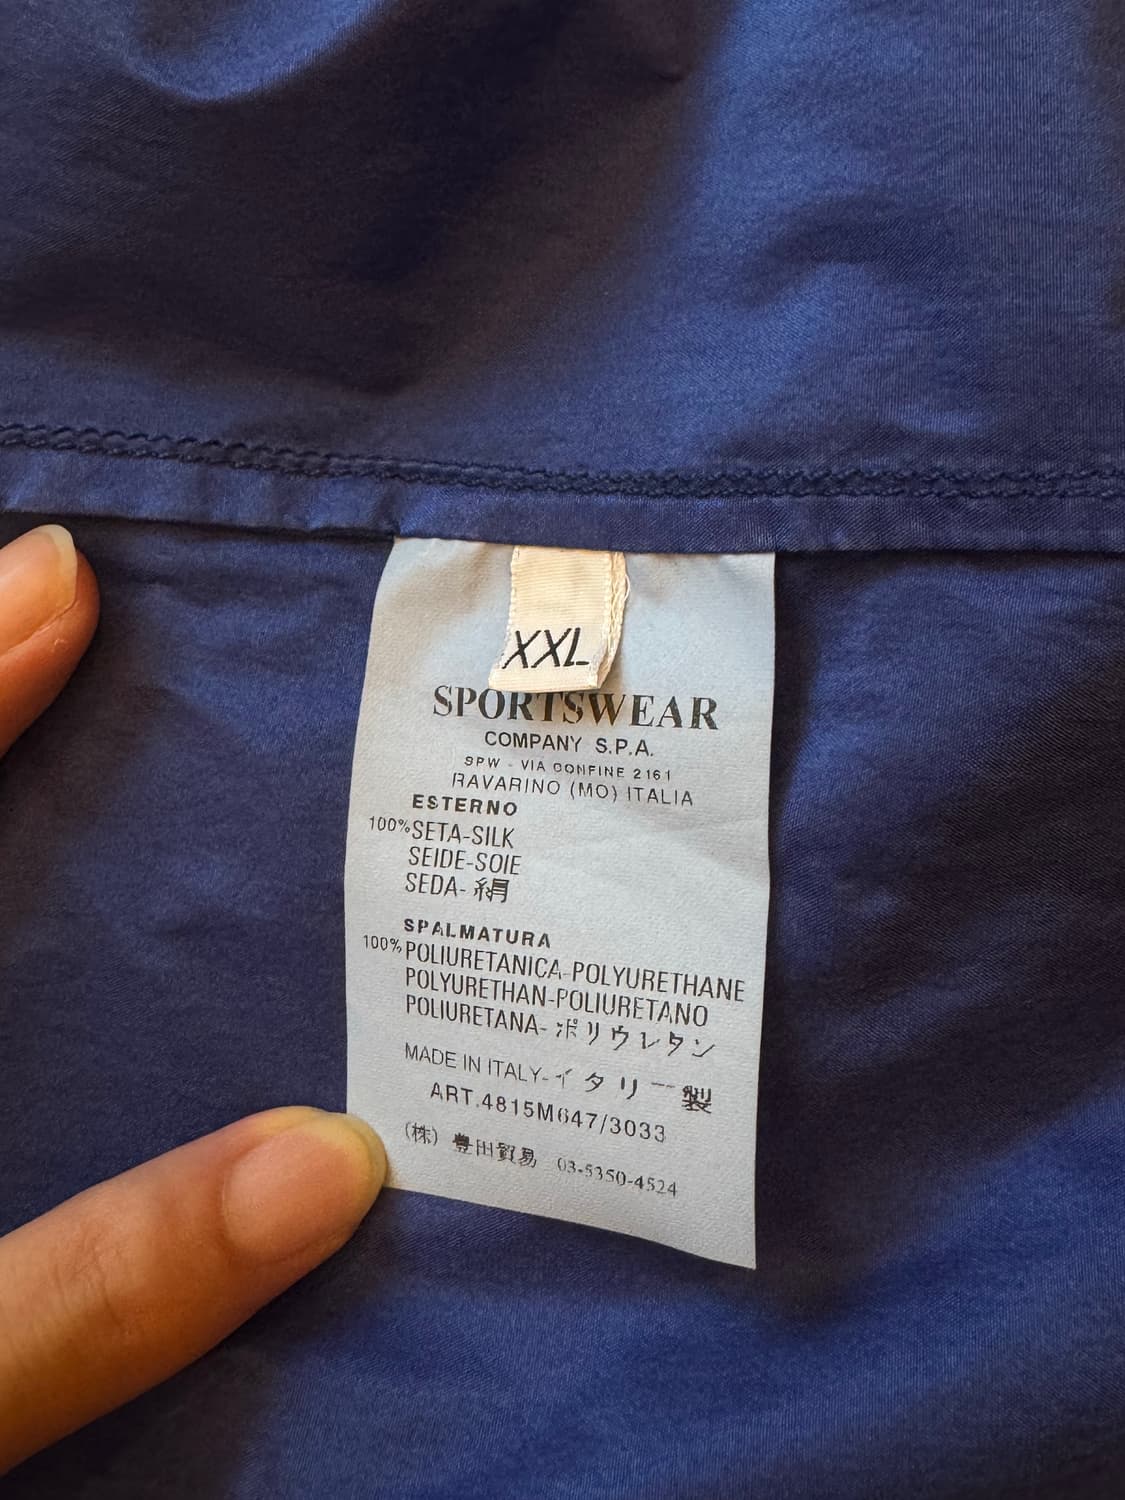 XXL
SPORTSWEAR
COMPANY S.P.A.
SPW - VIA CONFINE 2161
RAVARINO (MO) ITALIA
ESTERNO
100% SETA-SILK
SEIDE-SOIE
SEDA-絹
SPALMATURA
100% POLIURETANICA-POLYURETHANE
POLYURETHAN-POLIURETANO
POLIURETANA-ポリウレタン
MADE IN ITALY-イタリー製
ART.4815M647/3033
(株) 豊田貿易 03-5350-4524